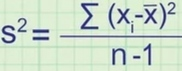 s² = ∑ (xᵢ-x̅)² / n-1